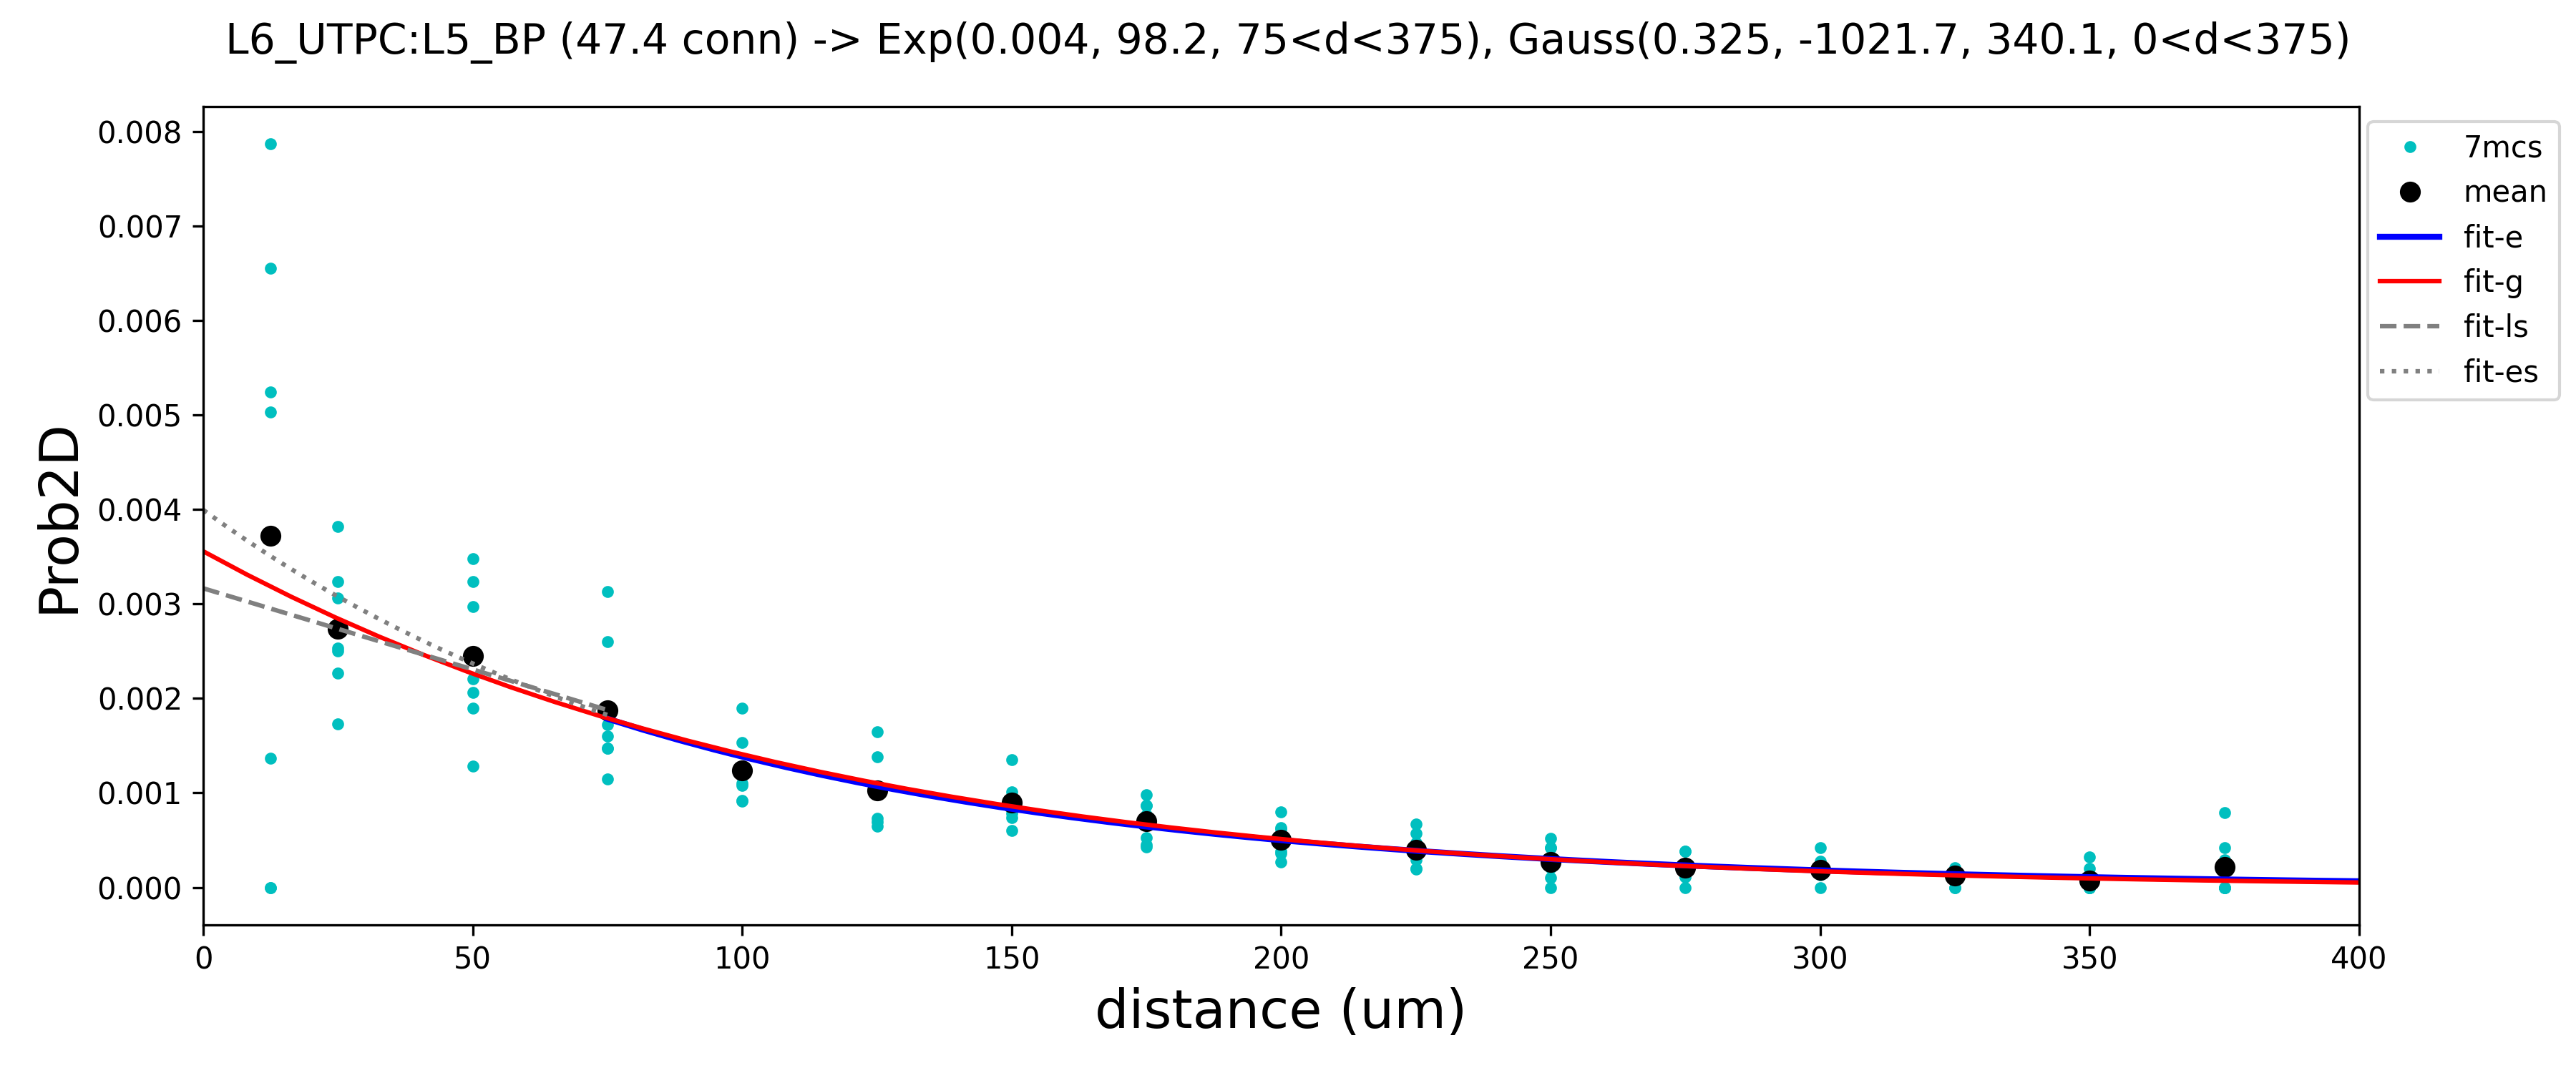 L6_UTPC:L5_BP (47.4 conn) -> Exp(0.004, 98.2, 75<d<375), Gauss(0.325, -1021.7, 340.1, 0<d<375)
0.008
0.007
0.006
0.005
0.004
0.003
0.002
0.001
0.000
Prob2D
0 50 100 150 200 250 300 350 400
distance (um)
7mcs
mean
fit-e
fit-g
fit-ls
fit-es